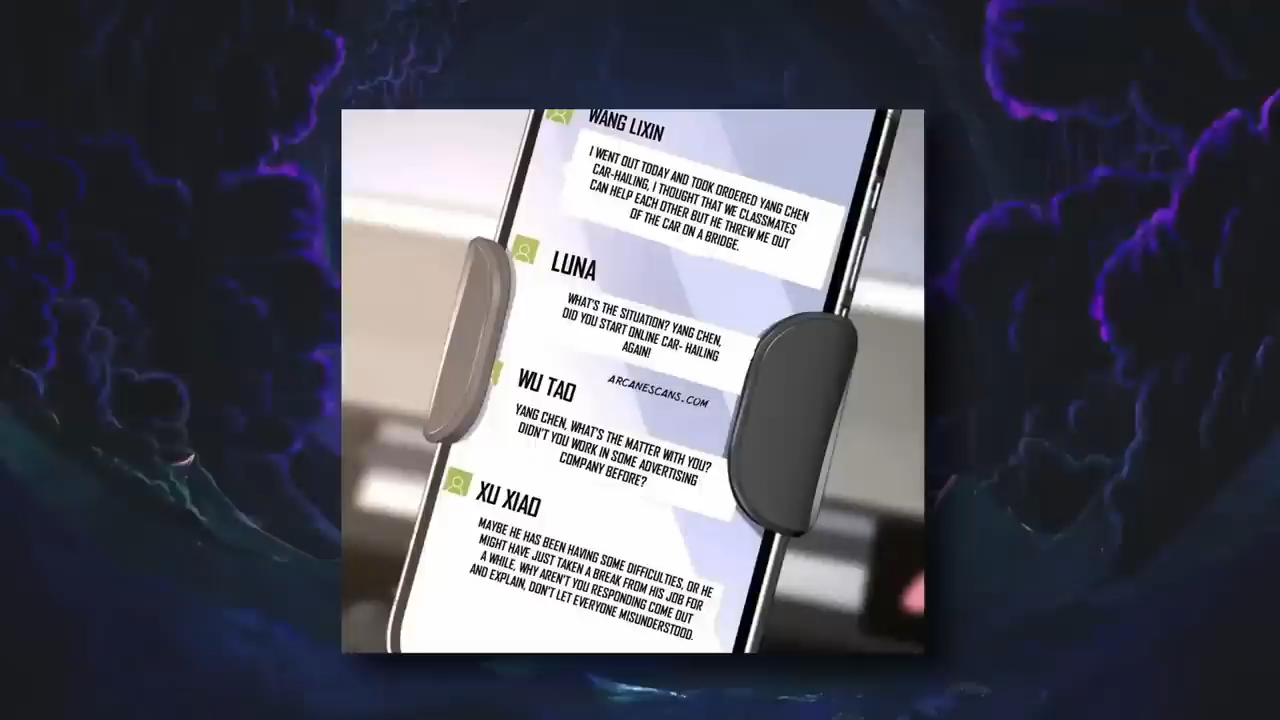 WANG LIXIN
I WENT OUT TODAY AND TOOK ORDERED YANG CHEN
CAR-HAILING, I THOUGHT THAT WE CLASSMATES
CAN HELP EACH OTHER BUT HE THREW ME OUT
OF THE CAR ON A BRIDGE.
LUNA
WHAT'S THE SITUATION? YANG CHEN,
DID YOU START ONLINE CAR- HAILING
AGAIN!
WU TAO
ARCANESCANS.COM
YANG CHEN, WHAT'S THE MATTER WITH YOU?
DIDN'T YOU WORK IN SOME ADVERTISING
COMPANY BEFORE?
XU XIAO
MAYBE HE HAS BEEN HAVING SOME DIFFICULTIES, OR HE
MIGHT HAVE JUST TAKEN A BREAK FROM HIS JOB FOR
A WHILE, WHY AREN'T YOU RESPONDING COME OUT
AND EXPLAIN, DON'T LET EVERYONE MISUNDERSTOOD.